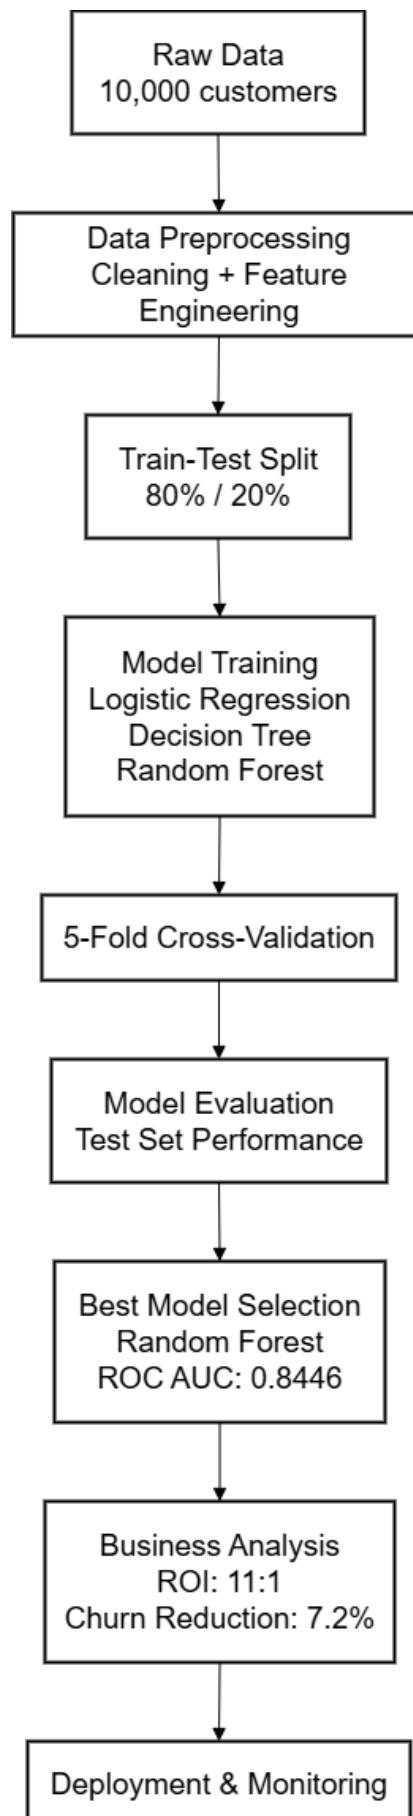 Raw Data
10,000 customers
Data Preprocessing
Cleaning + Feature
Engineering
Train-Test Split
80% / 20%
Model Training
Logistic Regression
Decision Tree
Random Forest
5-Fold Cross-Validation
Model Evaluation
Test Set Performance
Best Model Selection
Random Forest
ROC AUC: 0.8446
Business Analysis
ROI: 11:1
Churn Reduction: 7.2%
Deployment & Monitoring